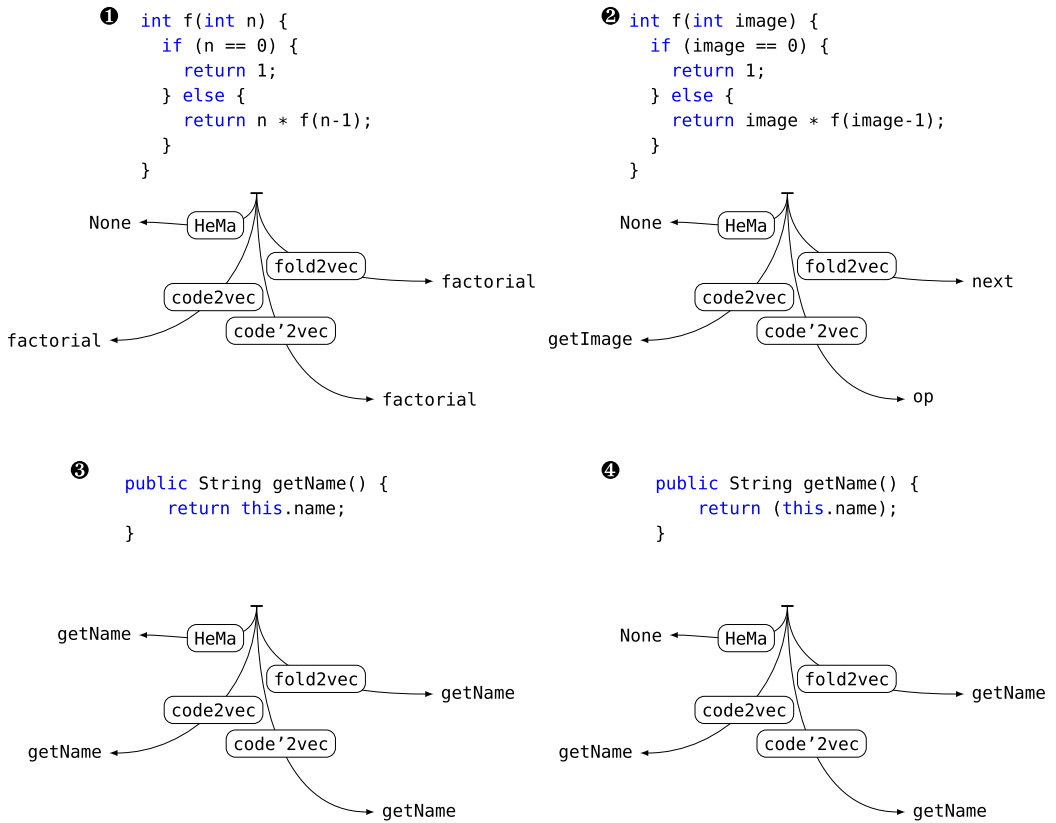 ❶ int f(int n) {
if (n == 0) {
return 1;
} else {
return n * f(n-1);
}
}
None
HeMa
fold2vec
factorial
code2vec
code’2vec
factorial
factorial
❷ int f(int image) {
if (image == 0) {
return 1;
} else {
return image * f(image-1);
}
}
None
HeMa
fold2vec
next
code2vec
code’2vec
getImage
op
❸
public String getName() {
return this.name;
}
getName
HeMa
fold2vec
getName
code2vec
code’2vec
getName
getName
❹
public String getName() {
return (this.name);
}
None
HeMa
fold2vec
getName
code2vec
code’2vec
getName
getName